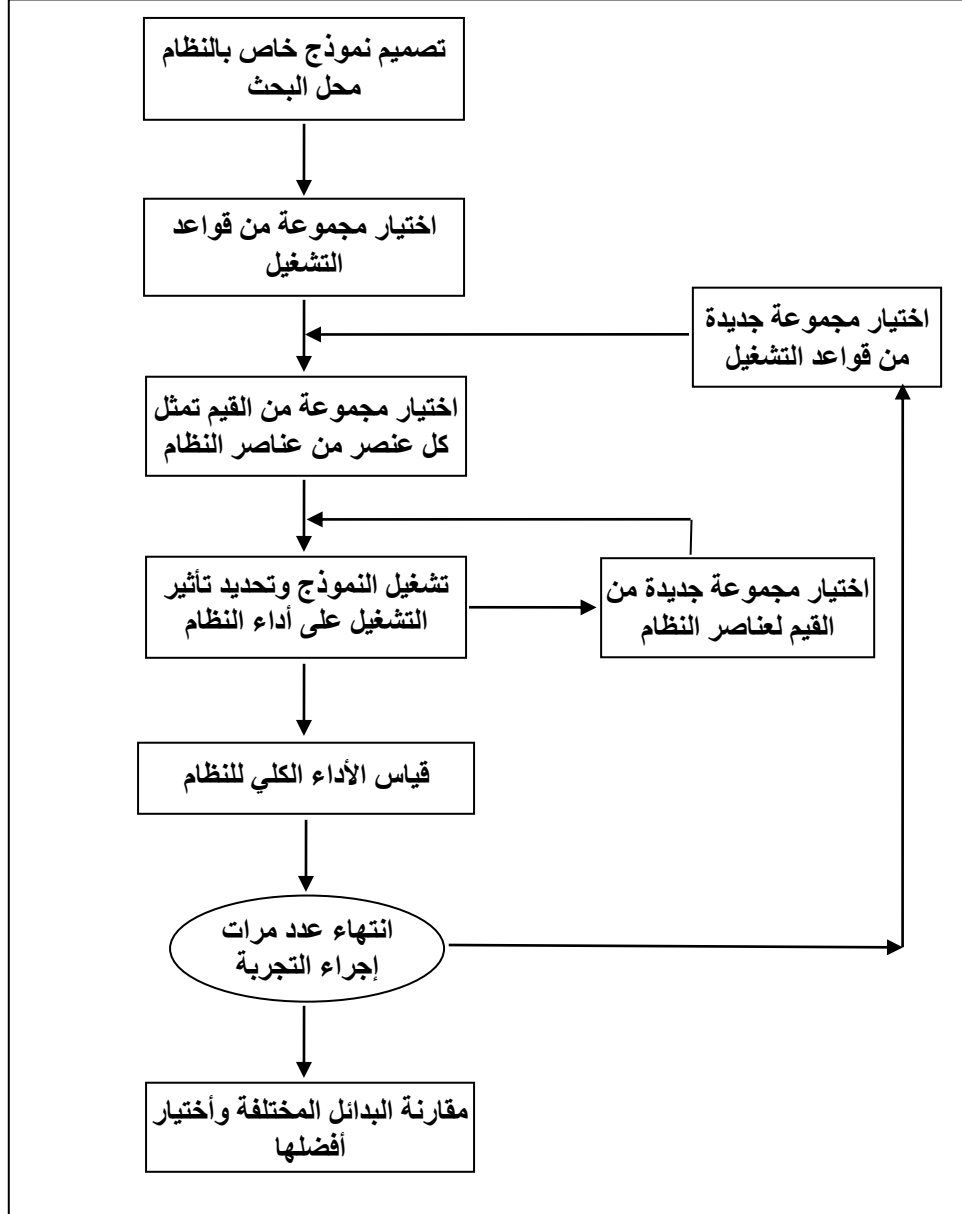 تصميم نموذج خاص بالنظام
محل البحث
اختيار مجموعة من قواعد
التشغيل
اختيار مجموعة جديدة
من قواعد التشغيل
اختيار مجموعة من القيم تمثل
كل عنصر من عناصر النظام
تشغيل النموذج وتحديد تأثير
التشغيل على أداء النظام
اختيار مجموعة جديدة من
القيم لعناصر النظام
قياس الأداء الكلي للنظام
انتهاء عدد مرات
إجراء التجربة
مقارنة البدائل المختلفة وأختيار
أفضلها